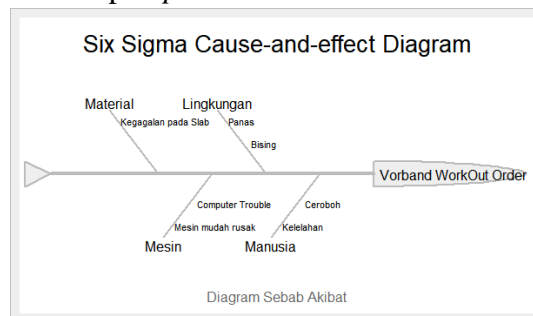 Six Sigma Cause-and-effect Diagram
Material
Lingkungan
Kegagalan pada Slab
Panas
Bising
Vorband WorkOut Order
Computer Trouble
Ceroboh
Mesin mudah rusak
Kelelahan
Mesin
Manusia
Diagram Sebab Akibat